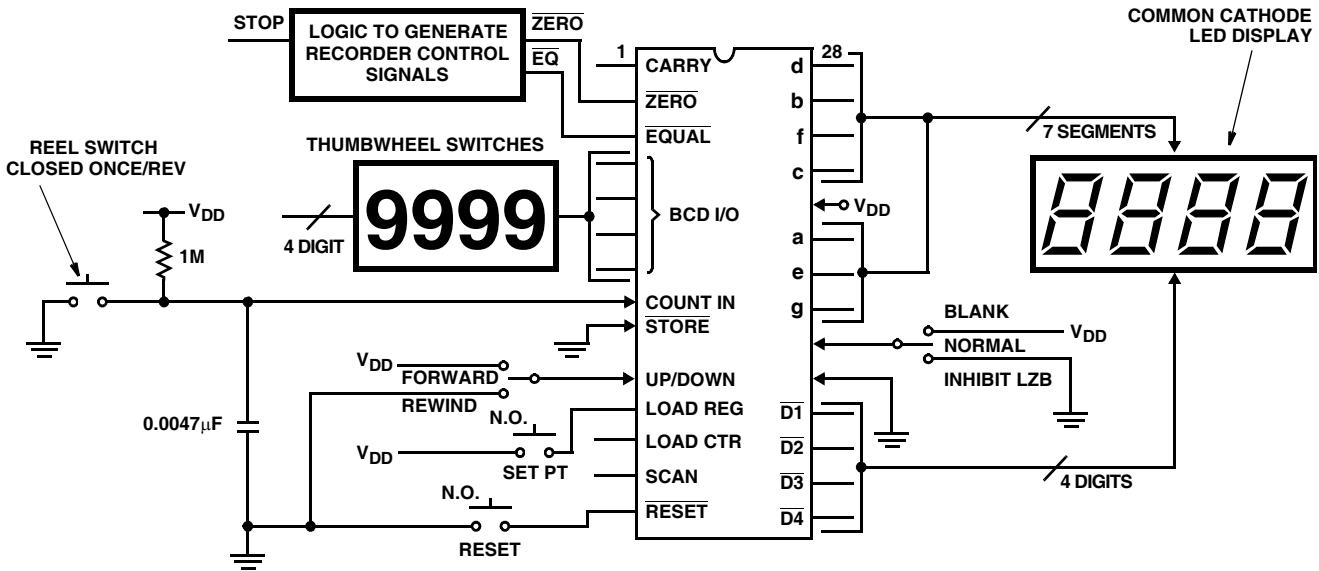 STOP
LOGIC TO GENERATE
RECORDER CONTROL
SIGNALS
ZERO
EQ
COMMON CATHODE
LED DISPLAY
1
28
CARRY
ZERO
EQUAL
BCD I/O
COUNT IN
STORE
UP/DOWN
LOAD REG
LOAD CTR
SCAN
RESET
d
b
f
c
VDD
a
e
g
D1
D2
D3
D4
7 SEGMENTS
8888
4 DIGITS
BLANK
VDD
NORMAL
INHIBIT LZB
THUMBWHEEL SWITCHES
9999
4 DIGIT
REEL SWITCH
CLOSED ONCE/REV
VDD
1M
0.0047μF
VDD
FORWARD
REWIND
N.O.
VDD
SET PT
N.O.
RESET